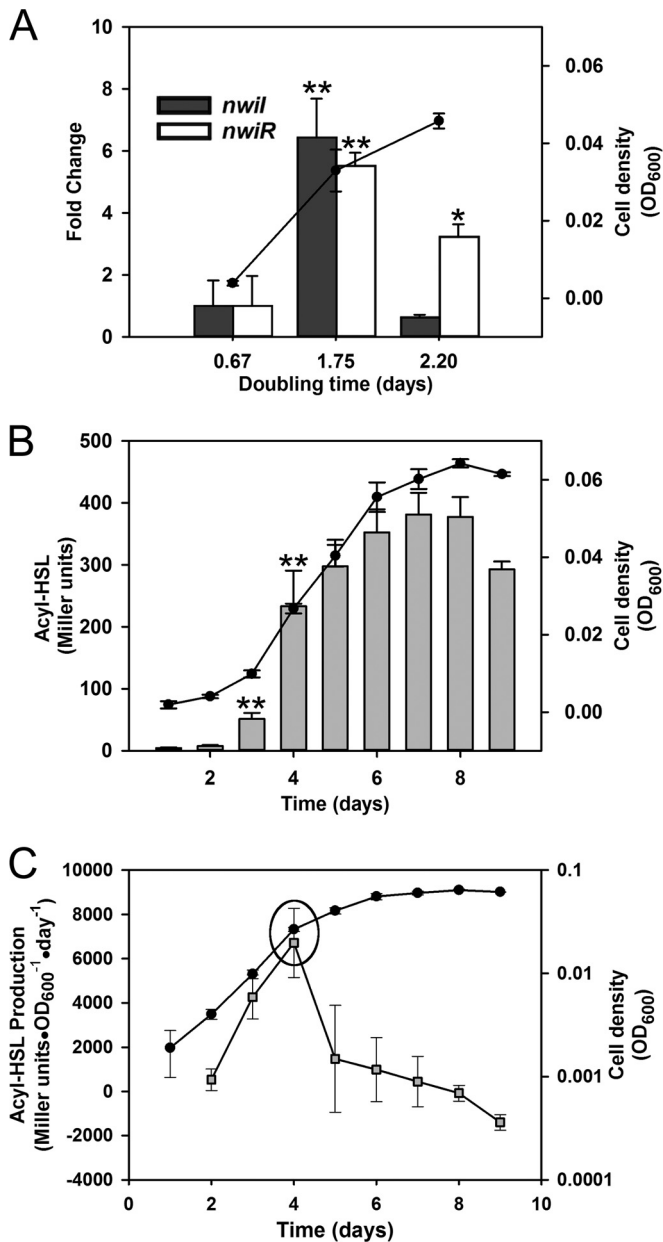 A
10
8
6
4
2
0
Fold Change
nwiI
nwiR
**
**
*
0.06
0.04
0.02
0.00
Cell density
(OD600)
0.67 1.75 2.20
Doubling time (days)
B
500
400
300
200
100
0
Acyl-HSL
(Miller units)
**
**
0.06
0.04
0.02
0.00
Cell density
(OD600)
2 4 6 8
Time (days)
C
10000
8000
6000
4000
2000
0
-2000
-4000
Acyl-HSL Production
(Miller units•OD600-1•day-1)
0.1
0.01
0.001
0.0001
Cell density
(OD600)
0 2 4 6 8 10
Time (days)